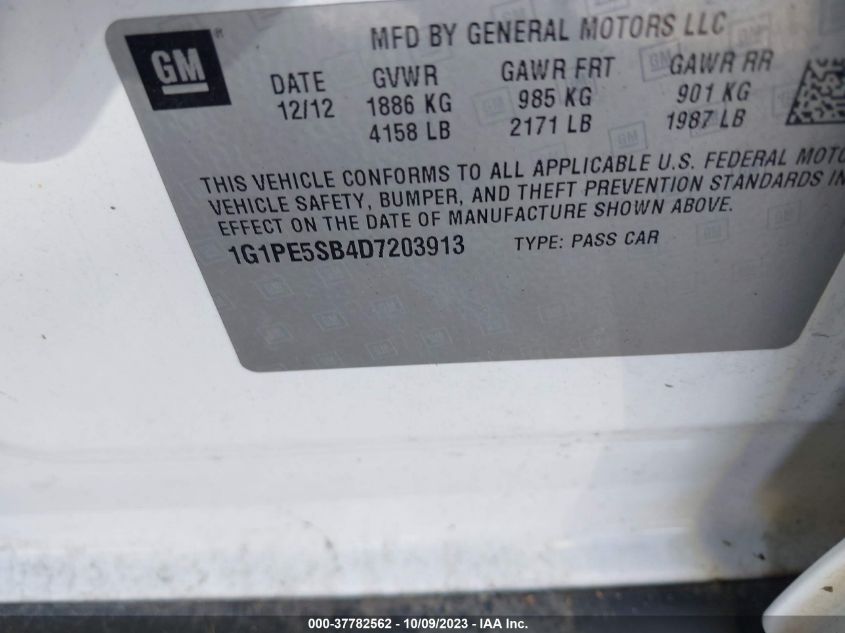 GM
®
MFD BY GENERAL MOTORS LLC
DATE GVWR GAWR FRT GAWR RR
12/12 1886 KG 985 KG 901 KG
4158 LB 2171 LB 1987 LB
THIS VEHICLE CONFORMS TO ALL APPLICABLE U.S. FEDERAL MOTO
VEHICLE SAFETY, BUMPER, AND THEFT PREVENTION STANDARDS IN
EFFECT ON THE DATE OF MANUFACTURE SHOWN ABOVE.
1G1PE5SB4D7203913 TYPE: PASS CAR
000-37782562 - 10/09/2023 - IAA Inc.